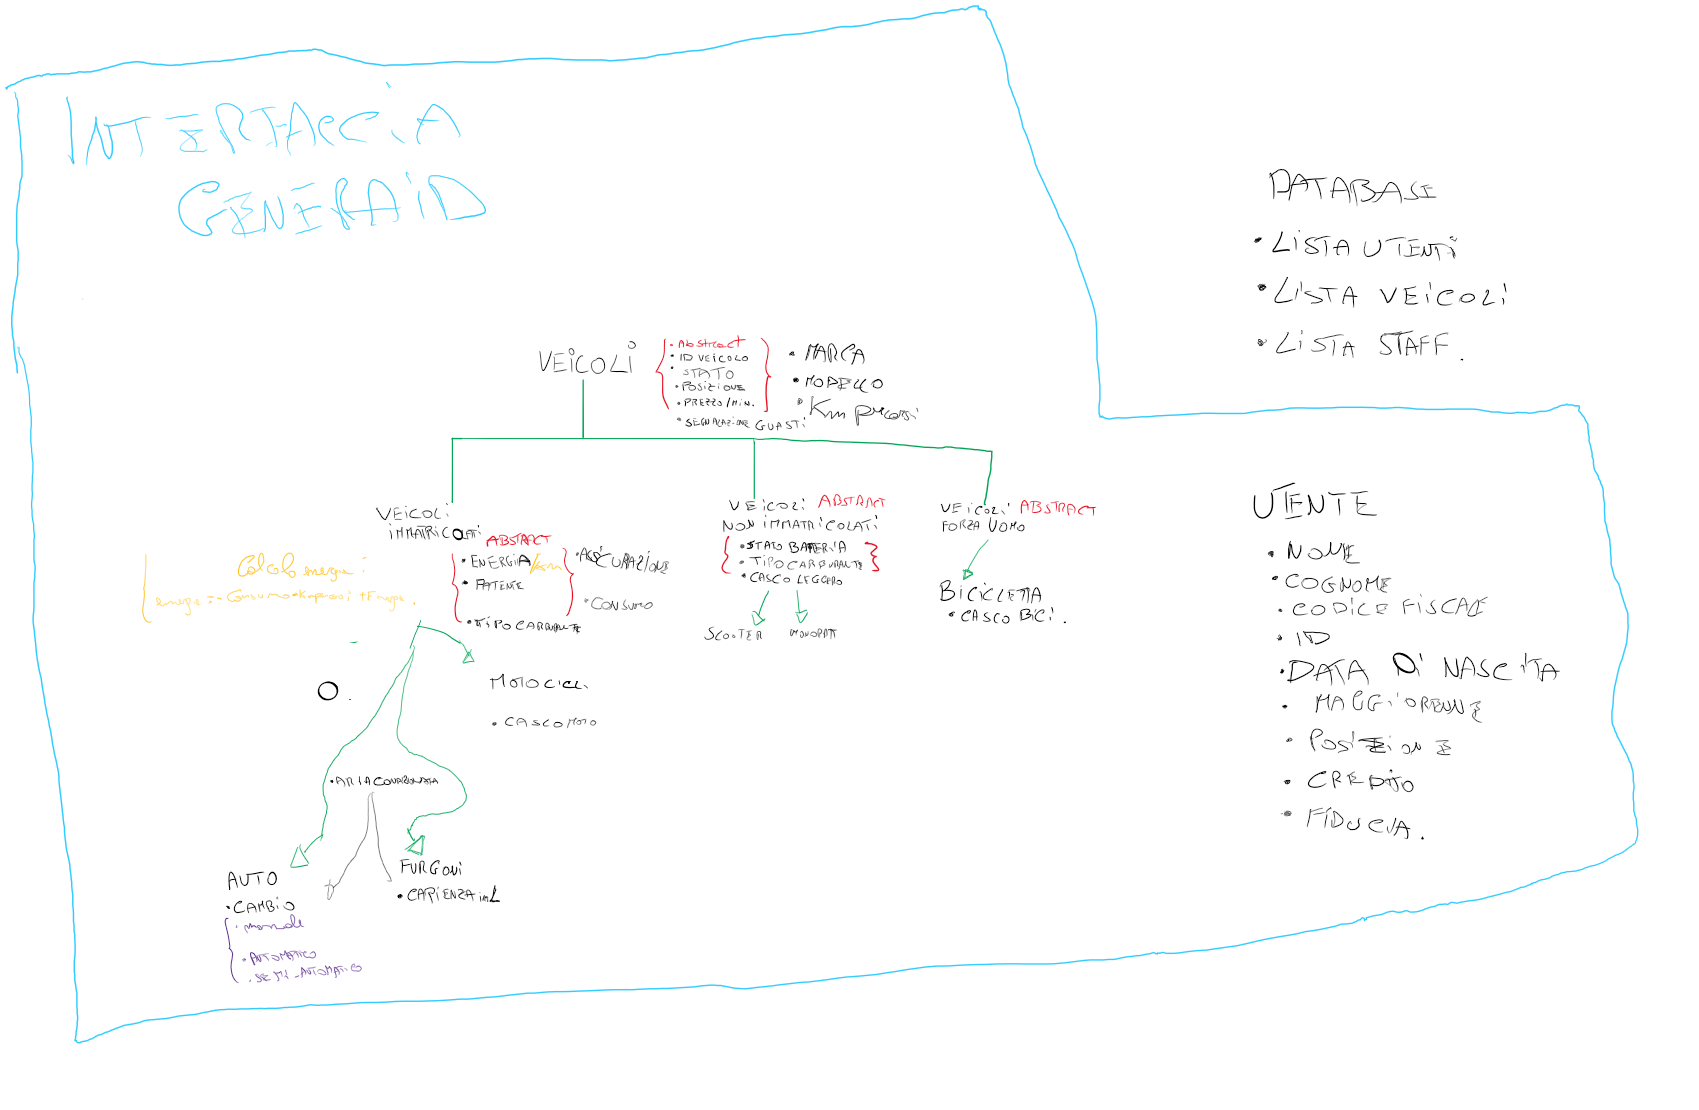 INTERFACCIA
GENERAID
DATABASE
• LISTA UTENTI
• LISTA VEICOLI
• LISTA STAFF.
VEICOLI
• Abstract
• ID VEICOLO
• STATO
• POSIZIONE
• PREZZO/MIN.
• SEGNALAZIONE GUASTI
• MARCA
• MODELLO
• Km percorsi
VEICOLI
IMMATRICOLATI
ABSTRACT
• ENERGIA/km
• PATENTE
• TIPO CARBURANTE
• ASSICURAZIONE
• CONSUMO
Calcolo energia:
energia = - Consumo * Kmpercorsi + Energia.
VEICOLI ABSTRACT
NON IMMATRICOLATI
• STATO BATTERIA
• TIPO CARBURANTE
• CASCO LEGGERO
SCOOTER
MONOPATT
VEICOLI ABSTRACT
FORZA UOMO
BICICLETTA
• CASCO BICI.
MOTOCICLI
• CASCO MOTO
• ARIA CONDIZIONATA
AUTO
• CAMBIO
• manuale
• AUTOMATICO
• SEMI-AUTOMATICO
FURGONI
• CAPIENZA in L
UTENTE
• NOME
• COGNOME
• CODICE FISCALE
• ID
• DATA DI NASCITA
• MAGGIORENNE
• POSIZIONE
• CREDITO
• FIDUCIA.